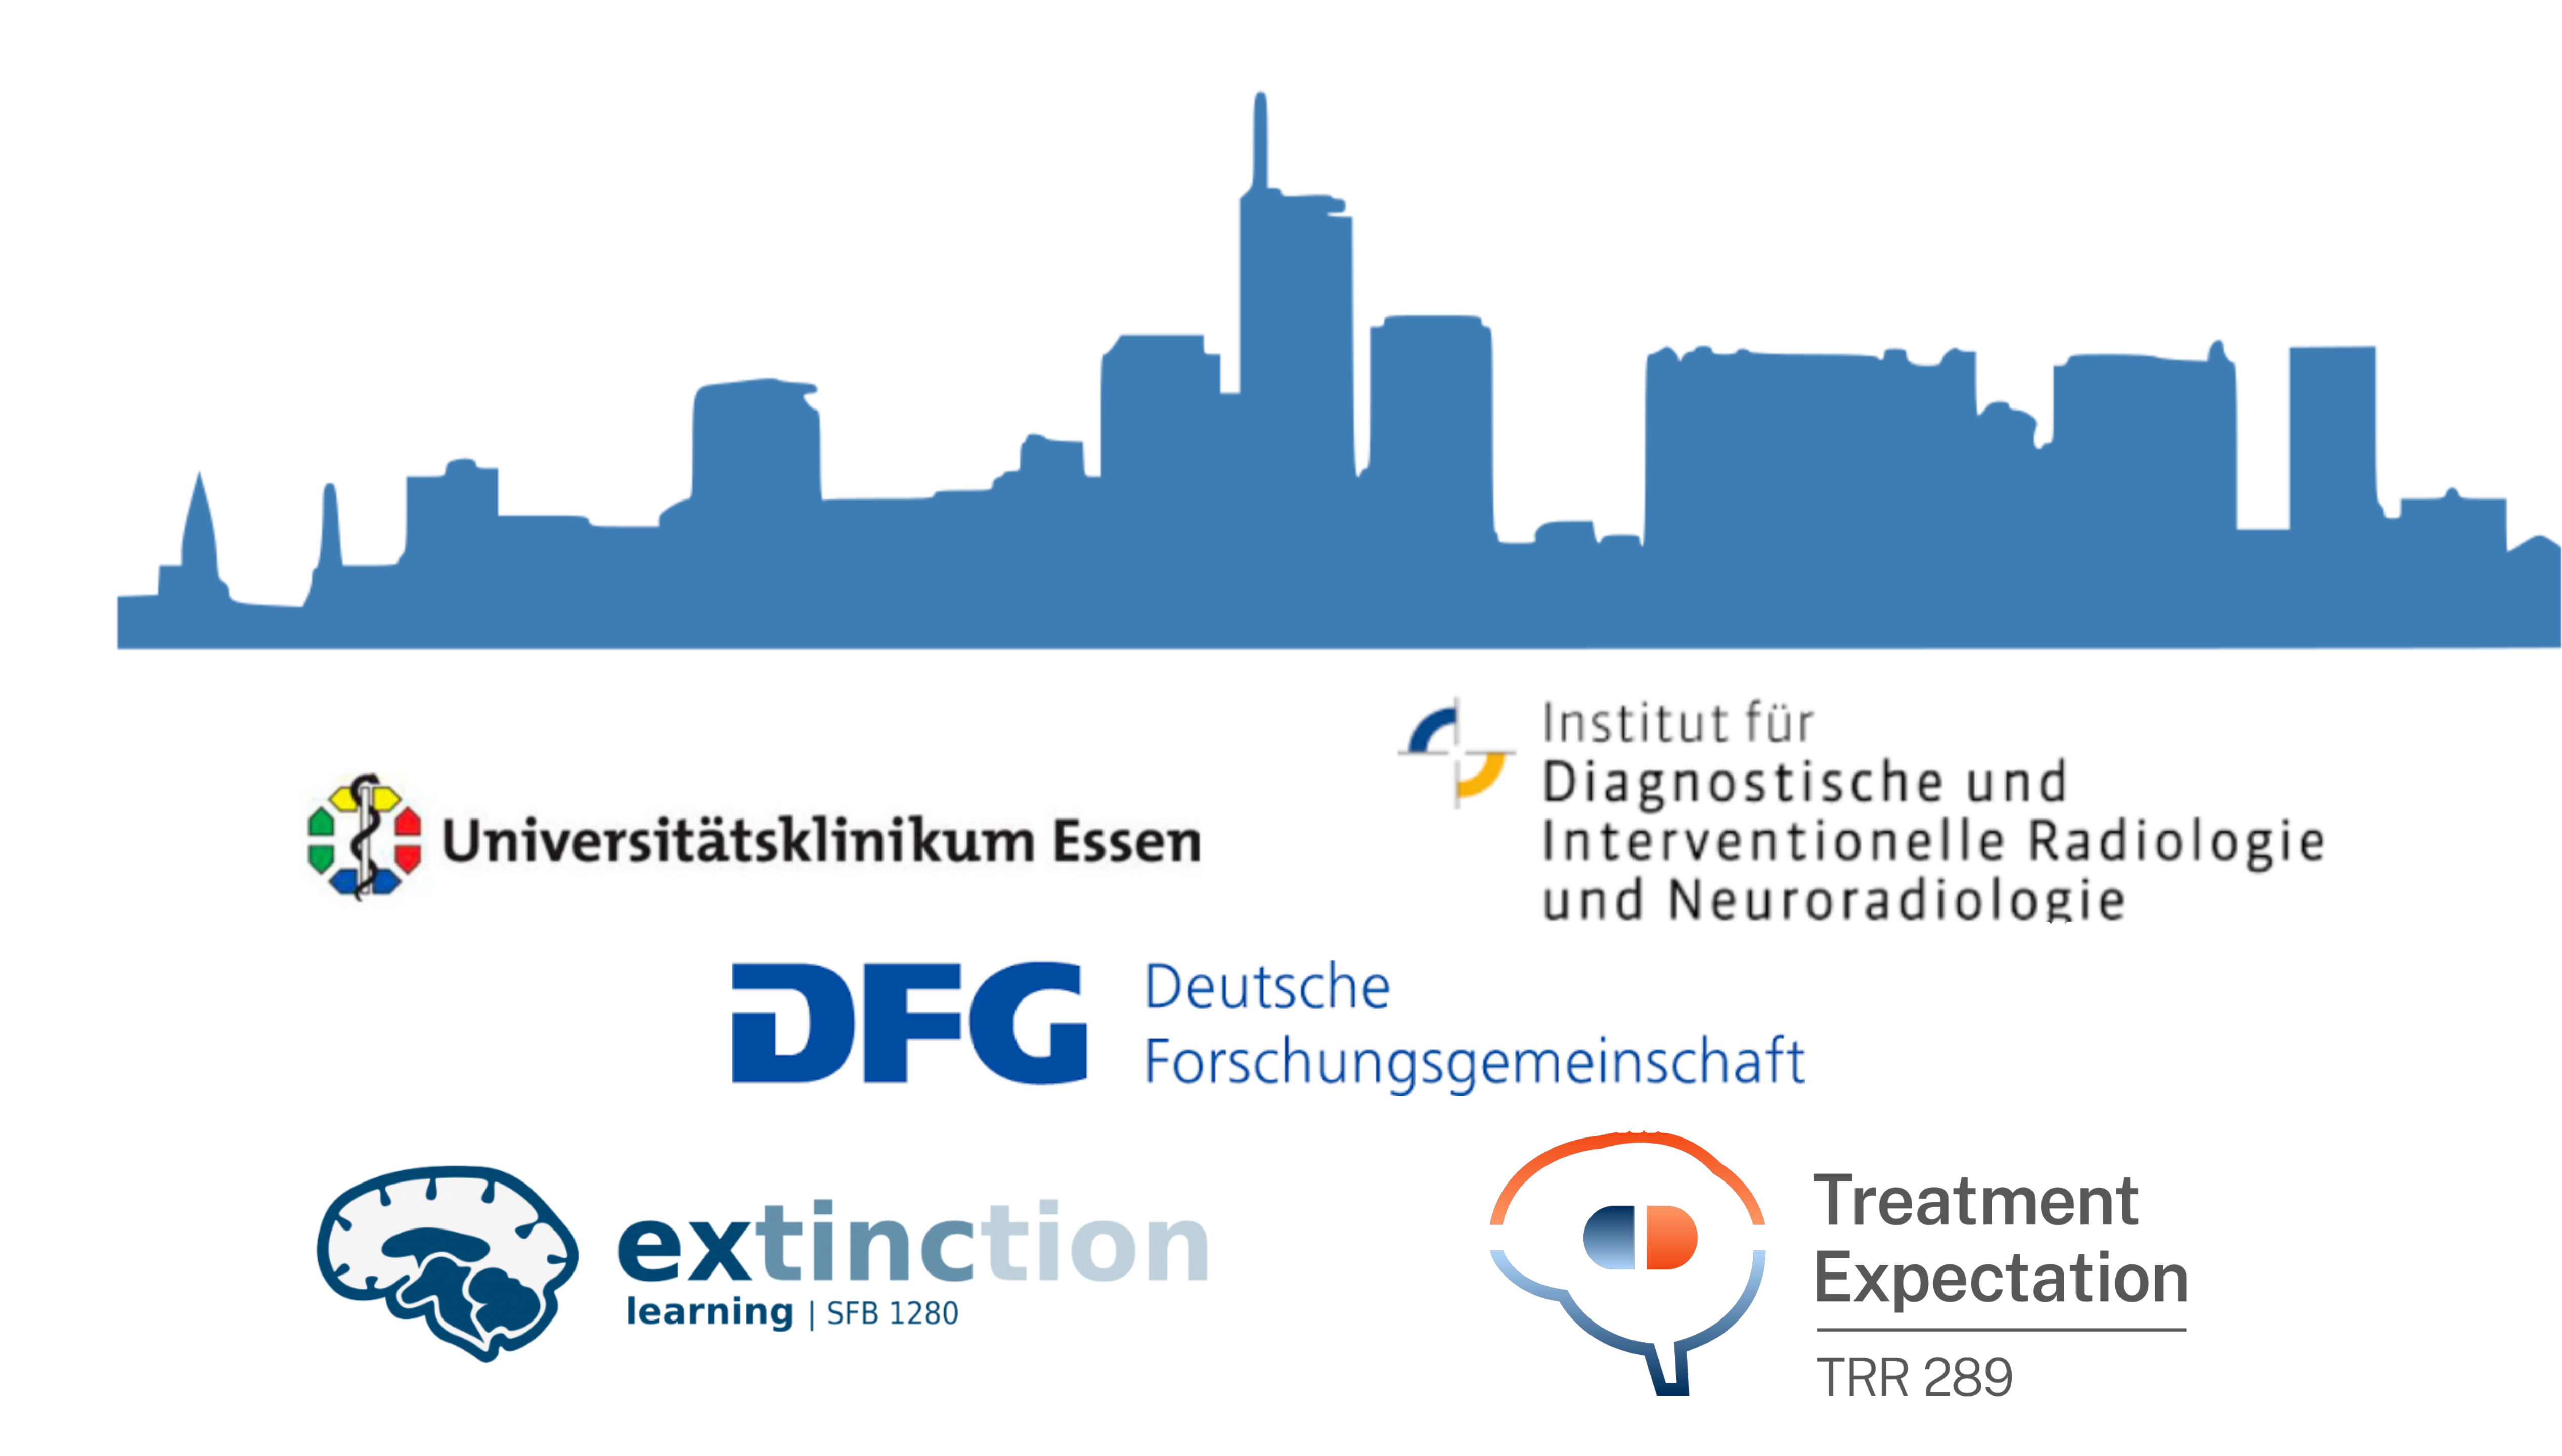 Institut für
Diagnostische und
Interventionelle Radiologie
und Neuroradiologie
Universitätsklinikum Essen
DFG
Deutsche
Forschungsgemeinschaft
extinction
learning | SFB 1280
Treatment
Expectation
TRR 289